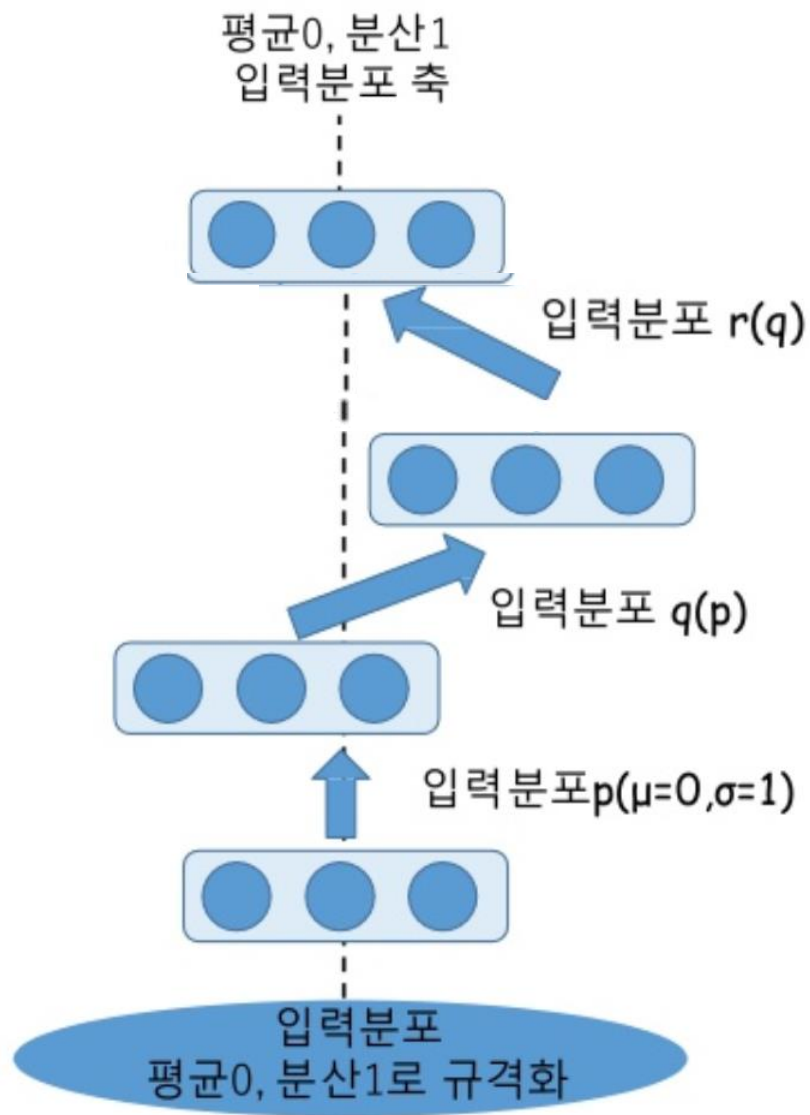 평균0, 분산1
입력분포 축
입력분포 r(q)
입력분포 q(p)
입력분포p(μ=0,σ=1)
입력분포
평균0, 분산1로 규격화